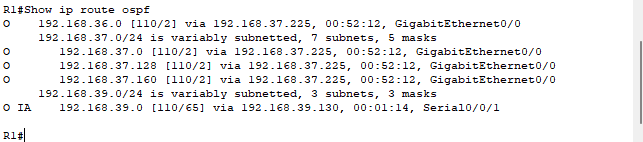 R1#Show ip route ospf
O    192.168.36.0 [110/2] via 192.168.37.225, 00:52:12, GigabitEthernet0/0
     192.168.37.0/24 is variably subnetted, 7 subnets, 5 masks
O       192.168.37.0 [110/2] via 192.168.37.225, 00:52:12, GigabitEthernet0/0
O       192.168.37.128 [110/2] via 192.168.37.225, 00:52:12, GigabitEthernet0/0
O       192.168.37.160 [110/2] via 192.168.37.225, 00:52:12, GigabitEthernet0/0
     192.168.39.0/24 is variably subnetted, 3 subnets, 3 masks
O IA    192.168.39.0 [110/65] via 192.168.39.130, 00:01:14, Serial0/0/1
R1#